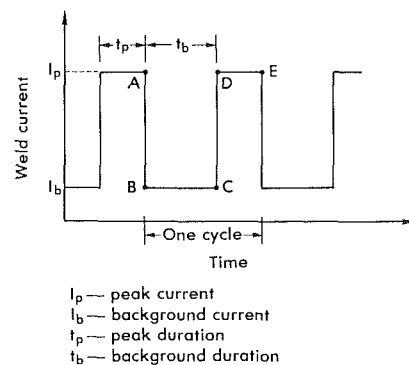 tp tb
Ip
A D E
Weld current
Ib
B C
One cycle
Time
Ip — peak current
Ib — background current
tp — peak duration
tb — background duration